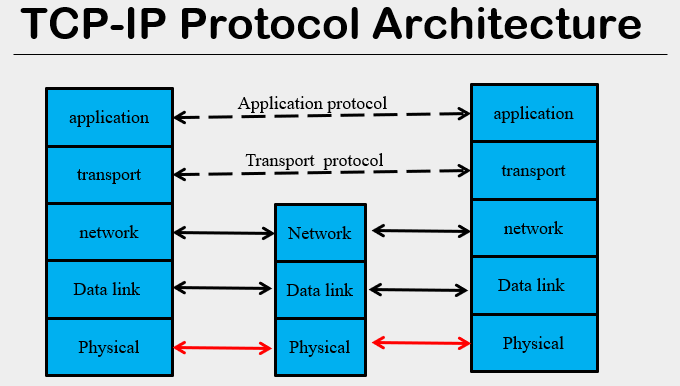 TCP-IP Protocol Architecture
application
Application protocol
application
transport
Transport protocol
transport
network
Network
network
Data link
Data link
Data link
Physical
Physical
Physical